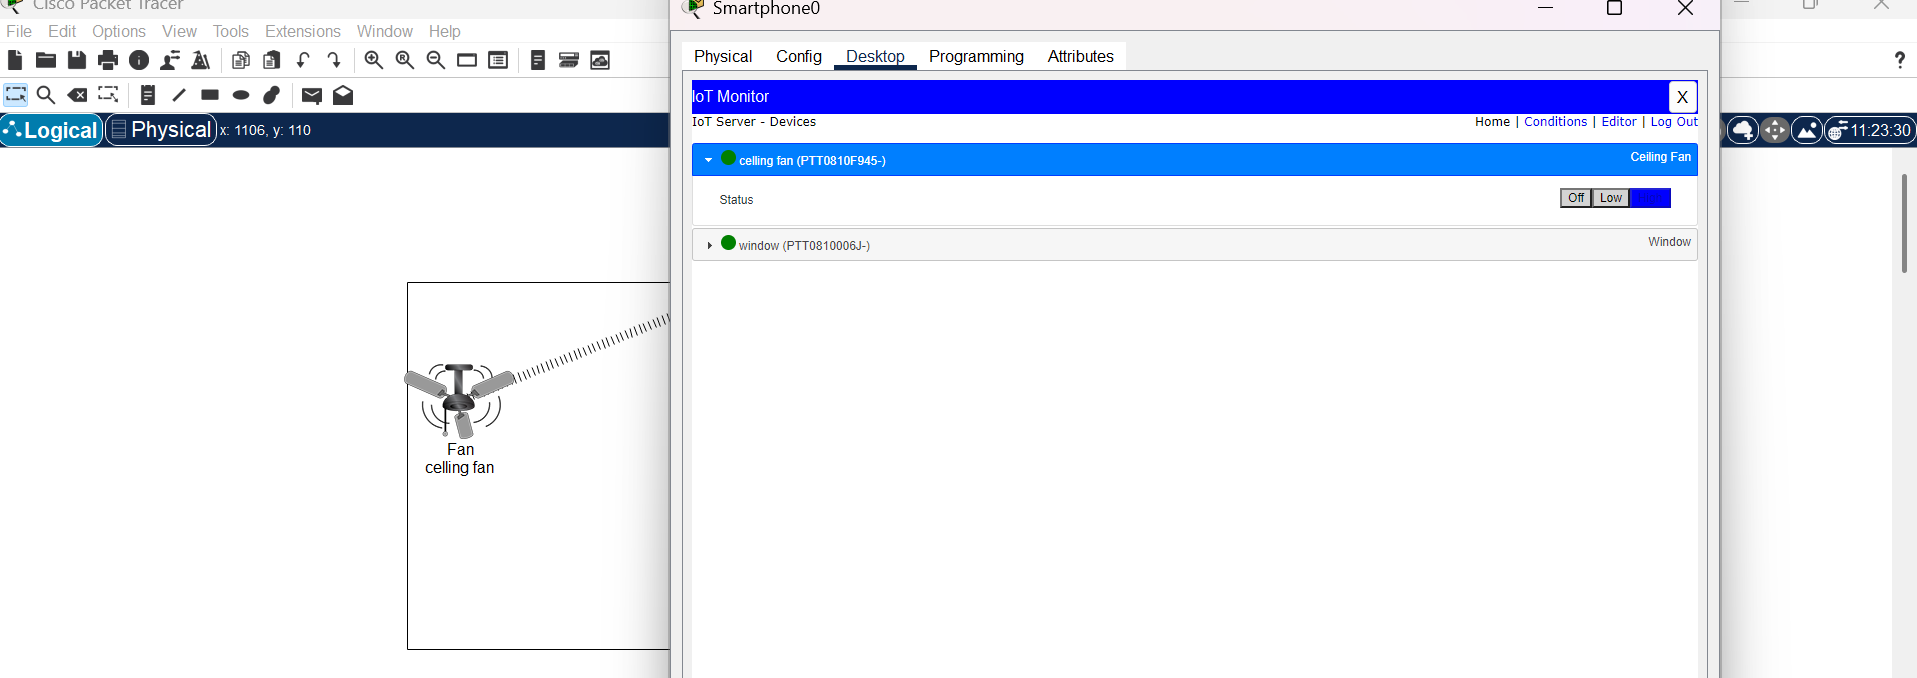 Cisco Packet Tracer
File Edit Options View Tools Extensions Window Help
Logical Physical x: 1106, y: 110
Fan
celling fan
Smartphone0
Physical Config Desktop Programming Attributes
IoT Monitor X
IoT Server - Devices Home | Conditions | Editor | Log Out
celling fan (PTT0810F945-) Ceiling Fan
Status Off Low
window (PTT0810006J-) Window
?
11:23:30